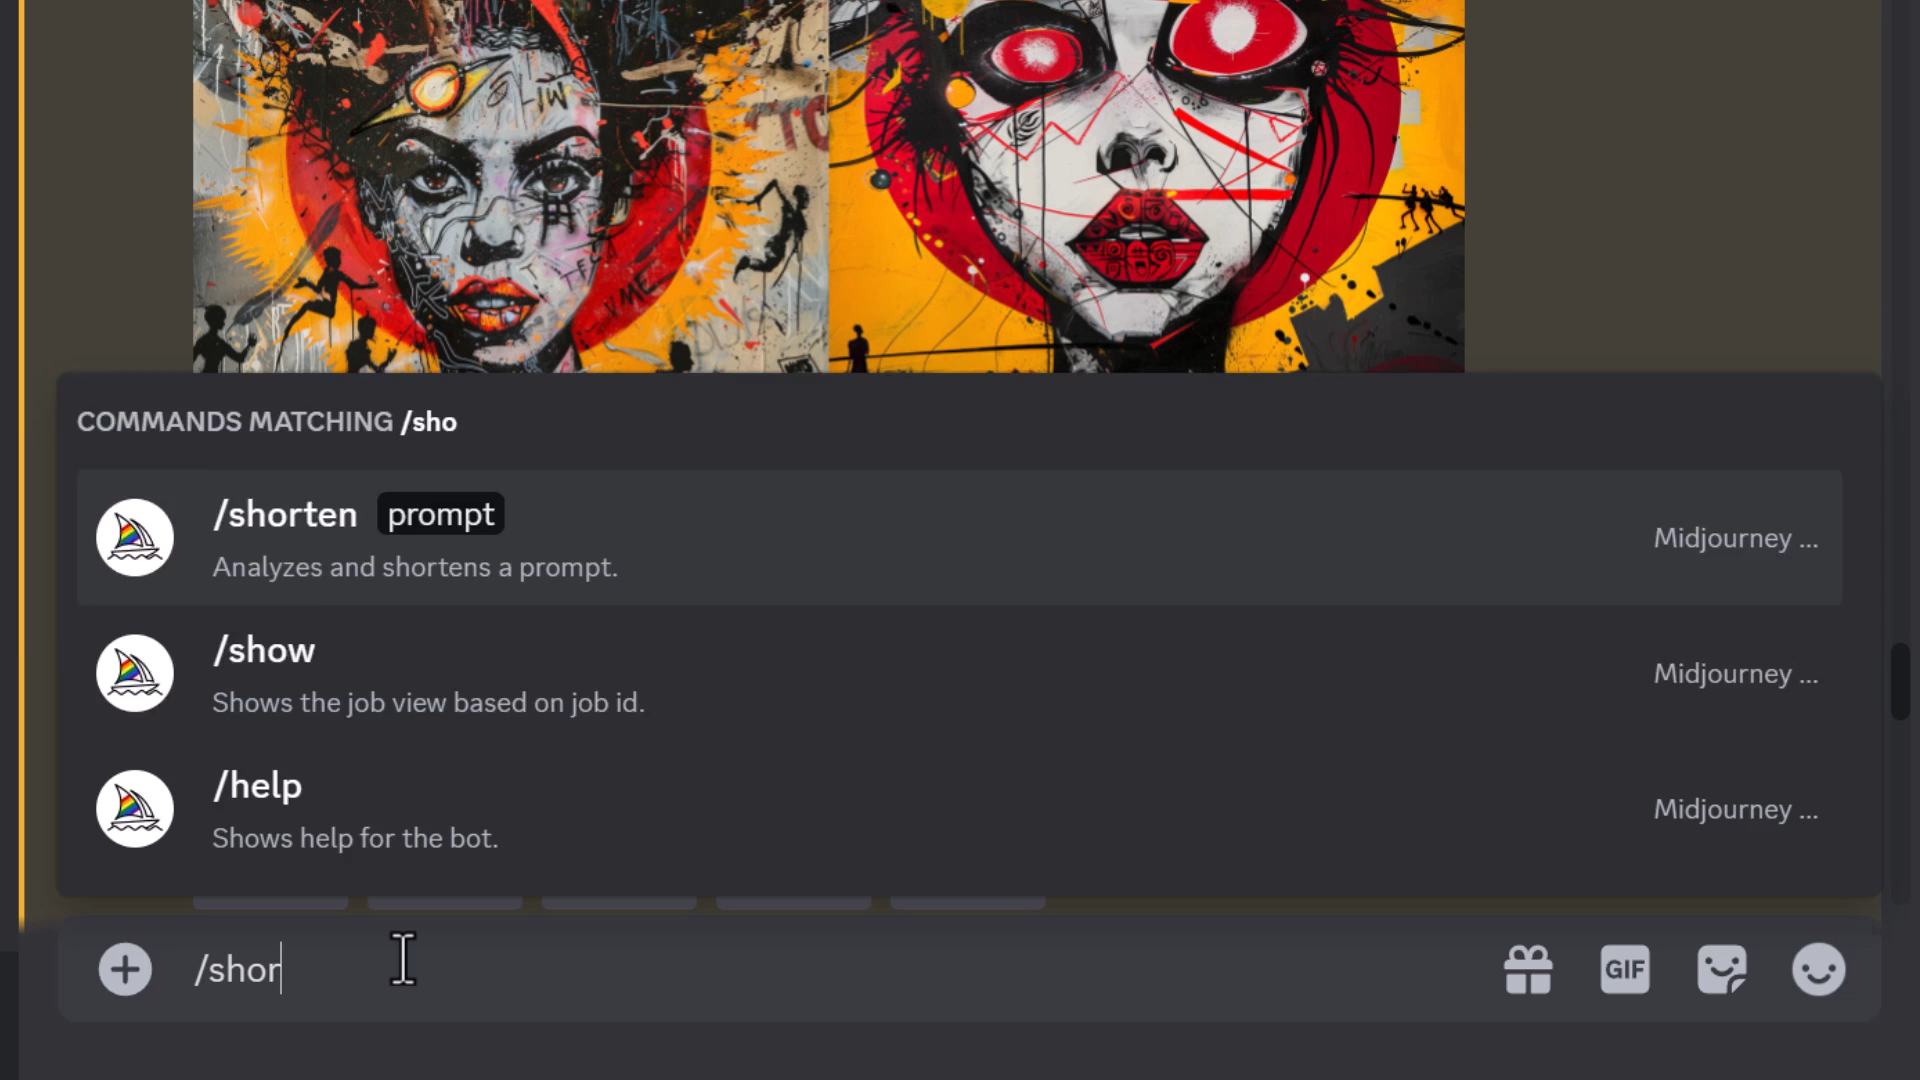 COMMANDS MATCHING /sho
/shorten prompt
Analyzes and shortens a prompt.
Midjourney ...
/show
Shows the job view based on job id.
Midjourney ...
/help
Shows help for the bot.
Midjourney ...
/shor
GIF